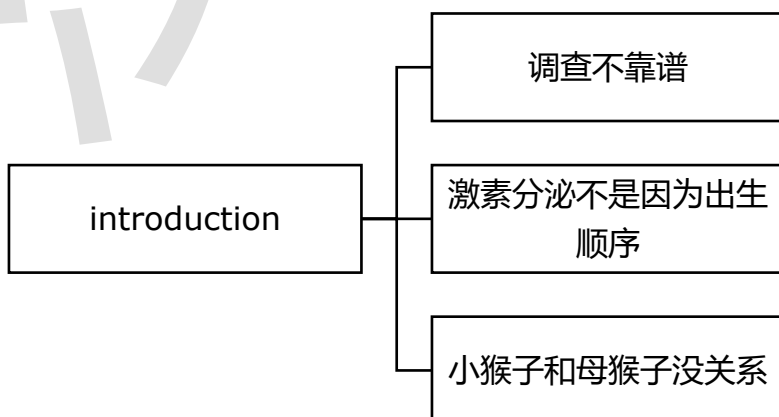 introduction
调查不靠谱
激素分泌不是因为出生
顺序
小猴子和母猴子没关系